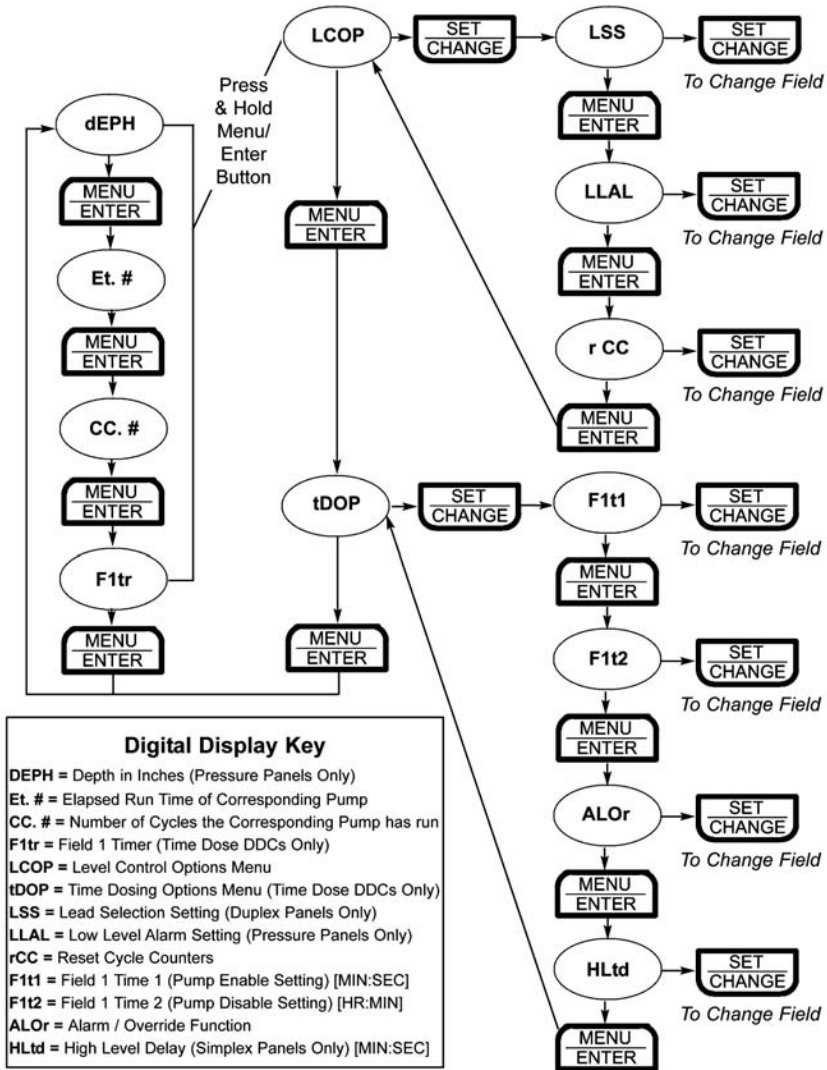 LCOP
SET
CHANGE
LSS
SET
CHANGE
To Change Field
Press
& Hold
Menu/
Enter
Button
dEPH
MENU
ENTER
MENU
ENTER
LLAL
SET
CHANGE
To Change Field
MENU
ENTER
Et. #
MENU
ENTER
MENU
ENTER
r CC
SET
CHANGE
To Change Field
CC. #
MENU
ENTER
MENU
ENTER
tDOP
SET
CHANGE
F1t1
SET
CHANGE
To Change Field
F1tr
MENU
ENTER
MENU
ENTER
MENU
ENTER
F1t2
SET
CHANGE
To Change Field
MENU
ENTER
ALOr
SET
CHANGE
To Change Field
MENU
ENTER
HLtd
SET
CHANGE
To Change Field
MENU
ENTER
Digital Display Key
DEPH = Depth in Inches (Pressure Panels Only)
Et. # = Elapsed Run Time of Corresponding Pump
CC. # = Number of Cycles the Corresponding Pump has run
F1tr = Field 1 Timer (Time Dose DDCs Only)
LCOP = Level Control Options Menu
tDOP = Time Dosing Options Menu (Time Dose DDCs Only)
LSS = Lead Selection Setting (Duplex Panels Only)
LLAL = Low Level Alarm Setting (Pressure Panels Only)
rCC = Reset Cycle Counters
F1t1 = Field 1 Time 1 (Pump Enable Setting) [MIN:SEC]
F1t2 = Field 1 Time 2 (Pump Disable Setting) [HR:MIN]
ALOr = Alarm / Override Function
HLtd = High Level Delay (Simplex Panels Only) [MIN:SEC]